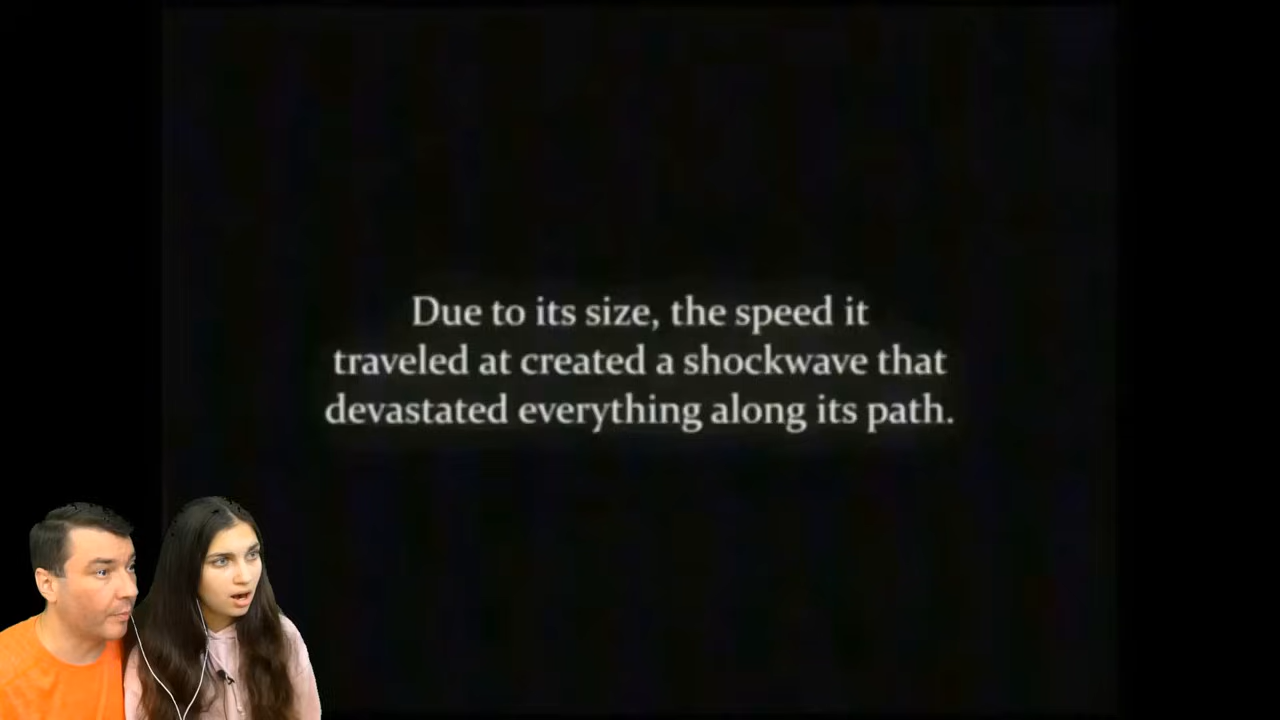 Due to its size, the speed it
traveled at created a shockwave that
devastated everything along its path.